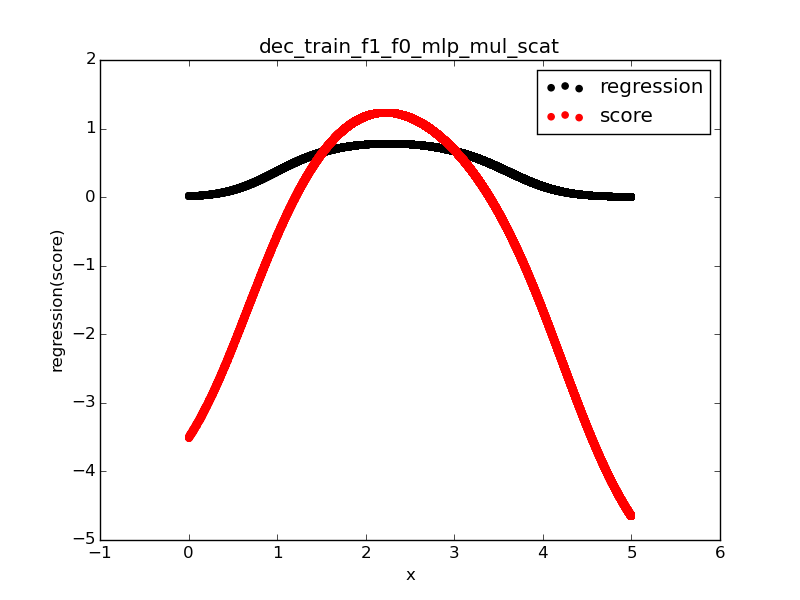 dec_train_f1_f0_mlp_mul_scat
regression
score
2
1
0
−1
−2
−3
−4
−5
regression(score)
−1 0 1 2 3 4 5 6
x